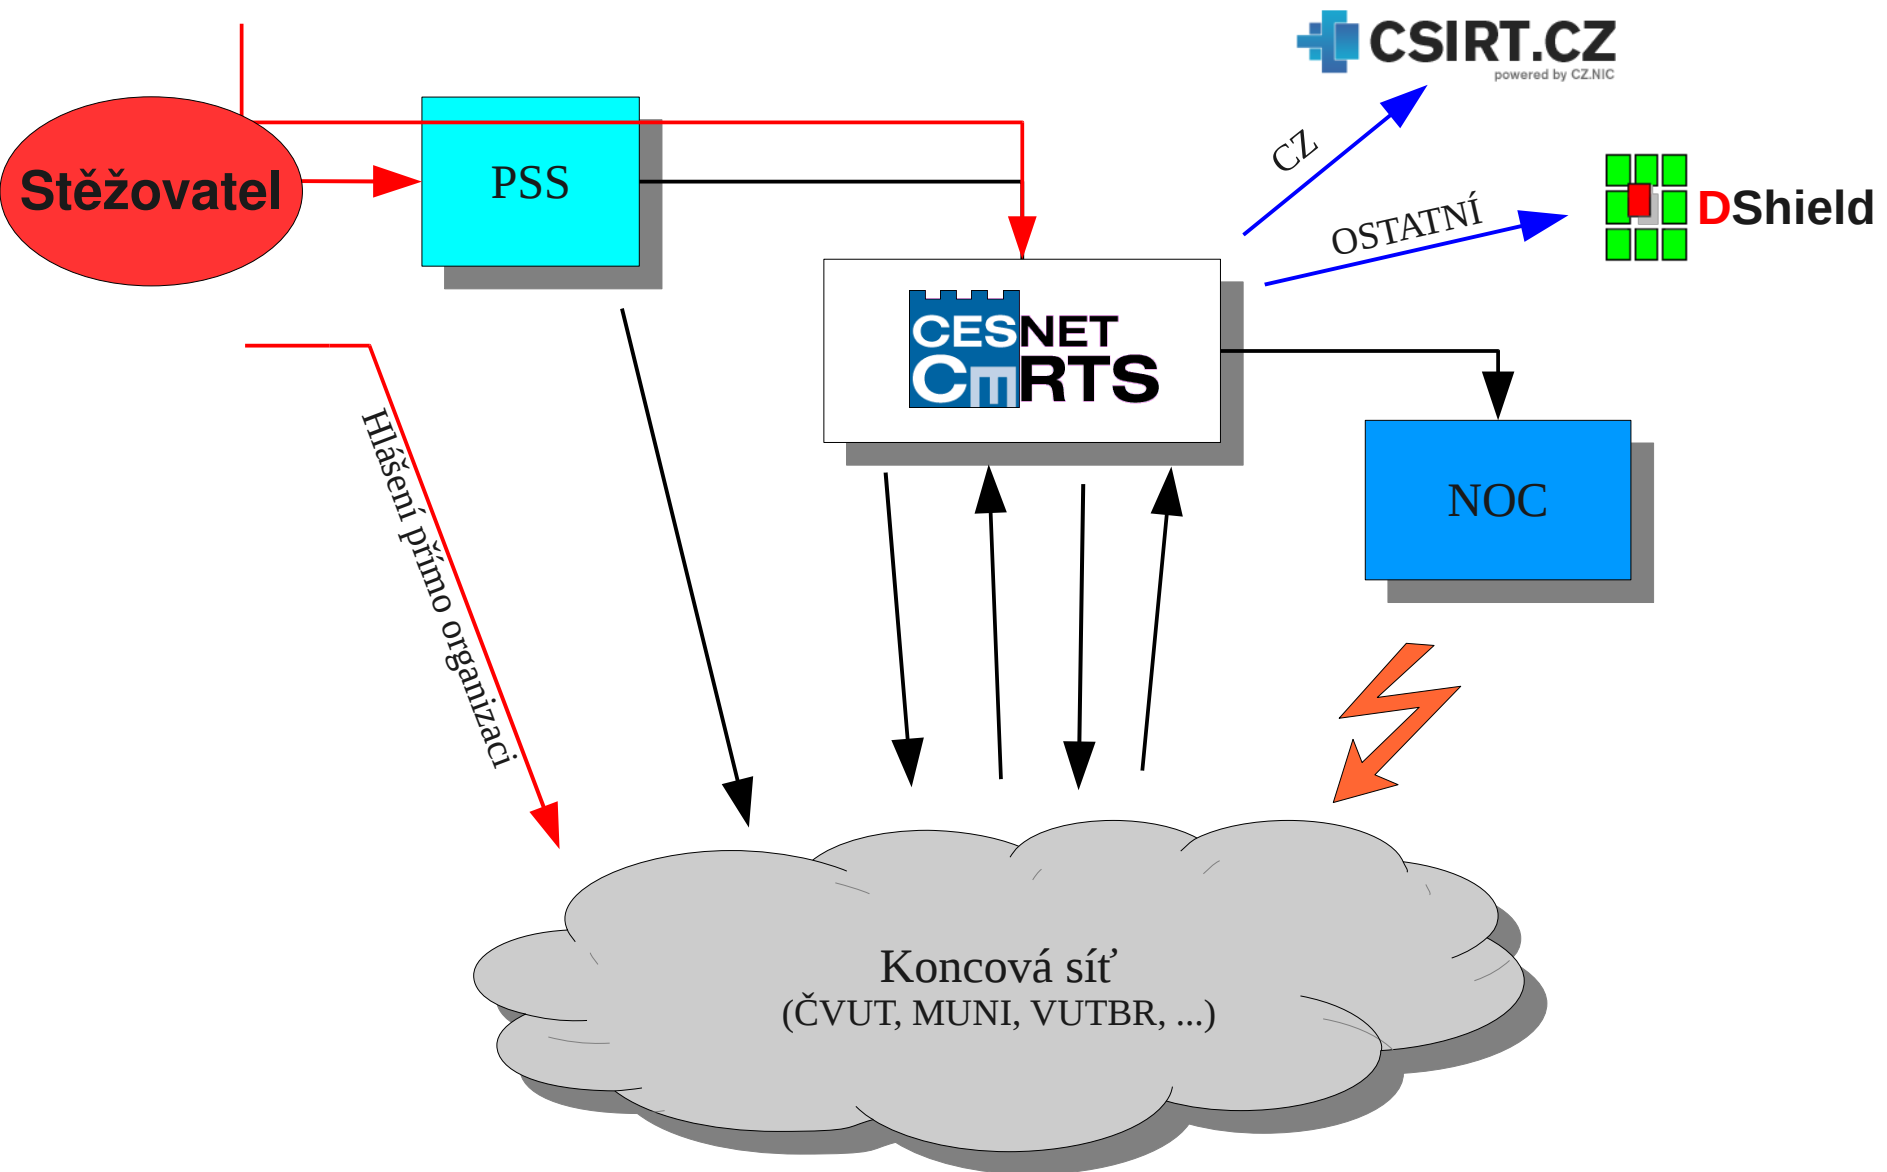 CSIRT.CZ
powered by CZ.NIC
CZ
Stěžovatel
PSS
OSTATNÍ
DShield
CESNET
CERTS
Hlášení přímo organizaci
NOC
Koncová síť
(ČVUT, MUNI, VUTBR, ...)